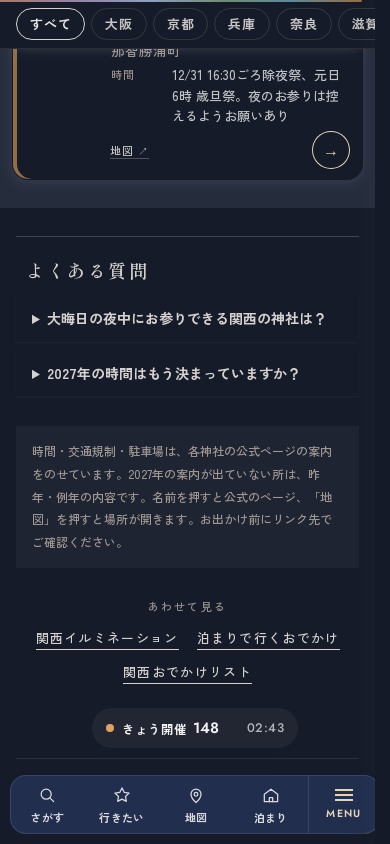 すべて 大阪 京都 兵庫 奈良 滋賀
那智勝浦町
時間 12/31 16:30ごろ除夜祭、元日
6時 歳旦祭。夜のお参りは控
えるようお願いあり
地図 ↗ →
よくある質問
▶ 大晦日の夜中にお参りできる関西の神社は?
▶ 2027年の時間はもう決まっていますか?
時間・交通規制・駐車場は、各神社の公式ページの案内
をのせています。2027年の案内が出ていない所は、昨
年・例年の内容です。名前を押すと公式のページ、「地
図」を押すと場所が開きます。お出かけ前にリンク先で
ご確認ください。
あわせて見る
関西イルミネーション 泊まりで行くおでかけ
関西おでかけリスト
きょう開催 148 02:43
さがす 行きたい 地図 泊まり MENU